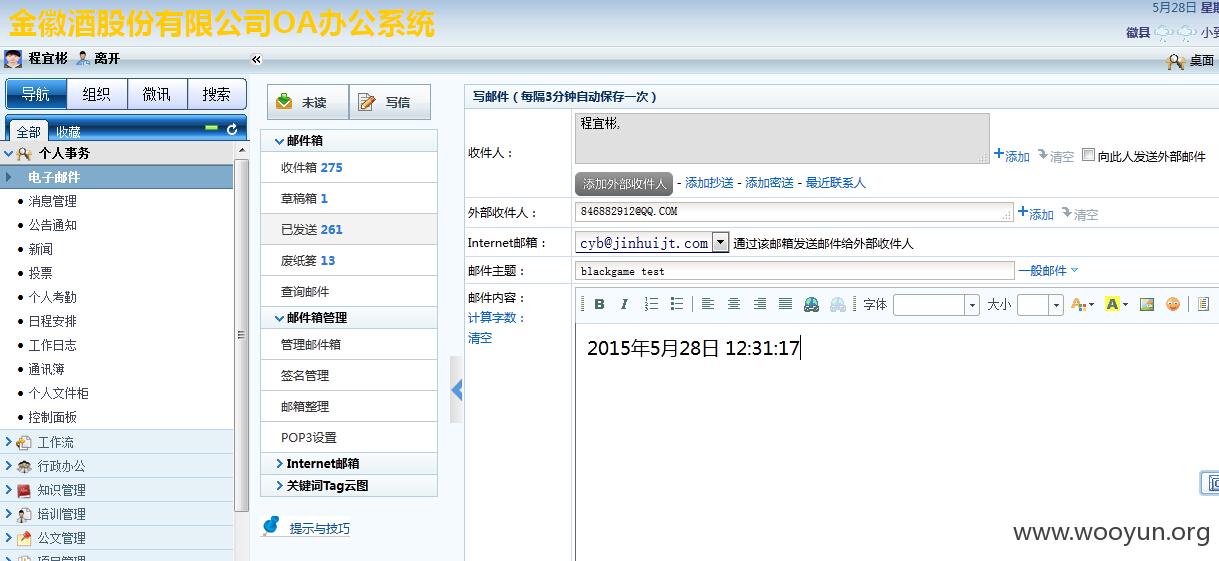 金徽酒股份有限公司OA办公系统
5月28日 星期
徽县 小到
程宜彬 离开 «
桌面
导航 组织 微讯 搜索
全部 收藏
个人事务
电子邮件
消息管理
公告通知
新闻
投票
个人考勤
日程安排
工作日志
通讯簿
个人文件柜
控制面板
工作流
行政办公
知识管理
培训管理
公文管理
项目管理
未读 写信
邮件箱
收件箱 275
草稿箱 1
已发送 261
废纸篓 13
查询邮件
邮件箱管理
管理邮件箱
签名管理
邮箱整理
POP3设置
Internet邮箱
关键词Tag云图
提示与技巧
写邮件（每隔3分钟自动保存一次）
收件人： 程宜彬, 添加 清空 向此人发送外部邮件
添加外部收件人 - 添加抄送 - 添加密送 - 最近联系人
外部收件人： 846882912@QQ.COM 添加 清空
Internet邮箱： cyb@jinhuijt.com 通过该邮箱发送邮件给外部收件人
邮件主题： blackgame test 一般邮件
邮件内容： B I 字体 大小 A A
计算字数：
清空
2015年5月28日 12:31:17
www.wooyun.org